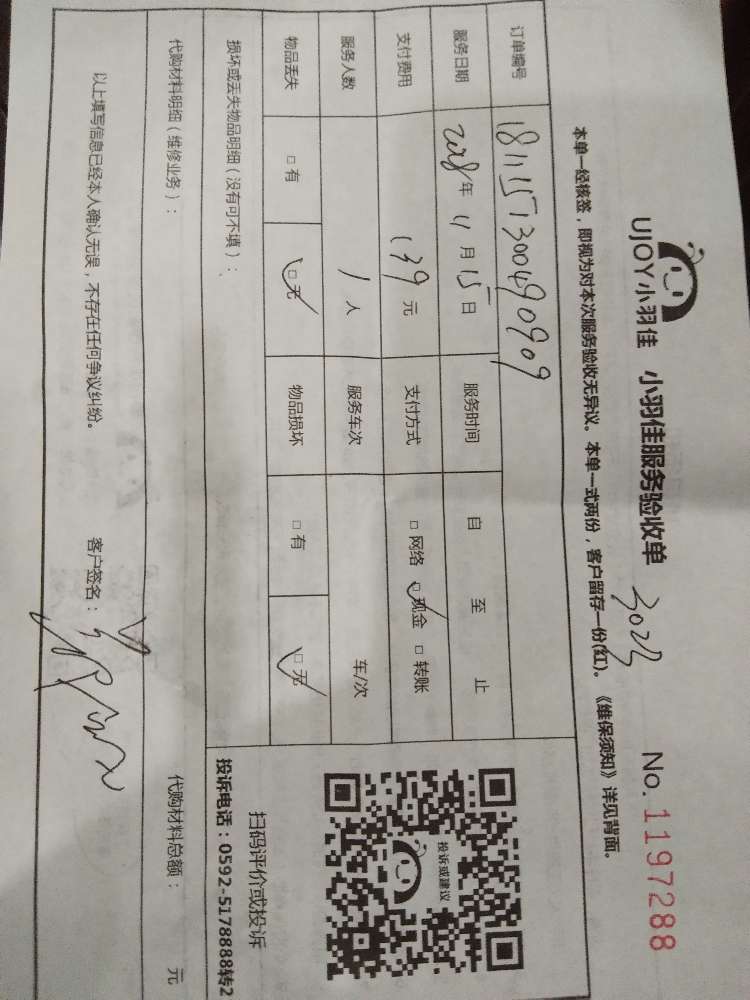 UJOY小羽佳 小羽佳服务验收单 No. 1197288
本单一经核签，即视为对本次服务验收无异议。本单一式两份，客户留存一份(红)。《维保须知》详见背面。
订单编号 181115130049 0909
服务日期 2018年 11月 15日 服务时间 自 至 止
支付费用 139元 支付方式 □ 网络 □ 现金 □ 转账
服务人数 1人 服务车次 车/次
物品丢失 □ 有 □ 无 物品损坏 □ 有 □ 无
投诉或建议
扫码评价或投诉
投诉电话：0592-5178888转2
损坏或丢失物品明细（没有可不填）：
代购材料明细（维修业务）： 代购材料总额： 元
以上填写信息已经本人确认无误，不存在任何争议纠纷。 客户签名：